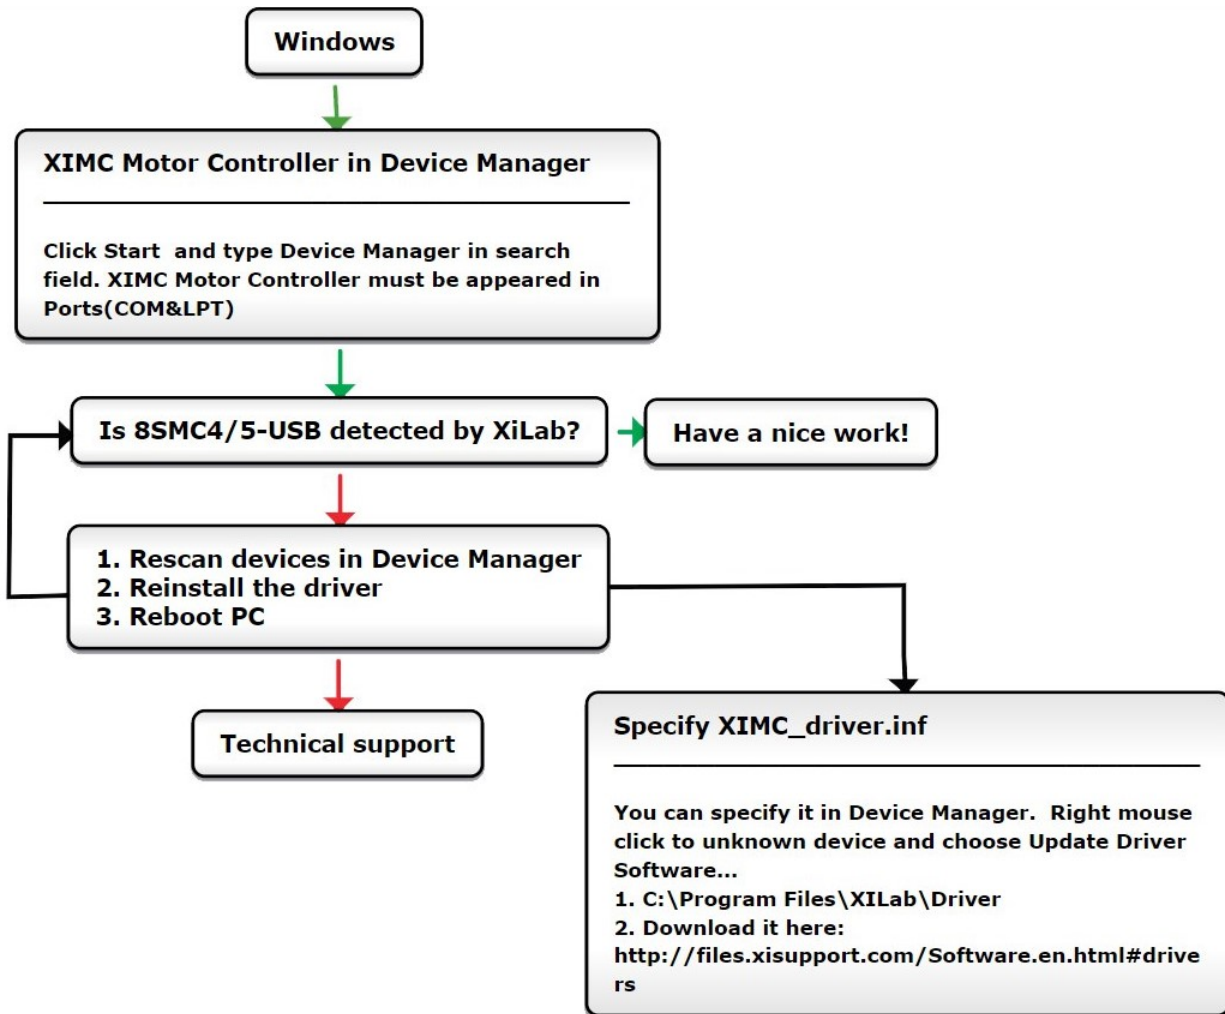 Windows
XIMC Motor Controller in Device Manager
Click Start  and type Device Manager in search
field. XIMC Motor Controller must be appeared in
Ports(COM&LPT)
Is 8SMC4/5-USB detected by XiLab?
Have a nice work!
1. Rescan devices in Device Manager
2. Reinstall the driver
3. Reboot PC
Technical support
Specify XIMC_driver.inf
You can specify it in Device Manager.  Right mouse
click to unknown device and choose Update Driver
Software...
1. C:\Program Files\XILab\Driver
2. Download it here:
http://files.xisupport.com/Software.en.html#drive
rs